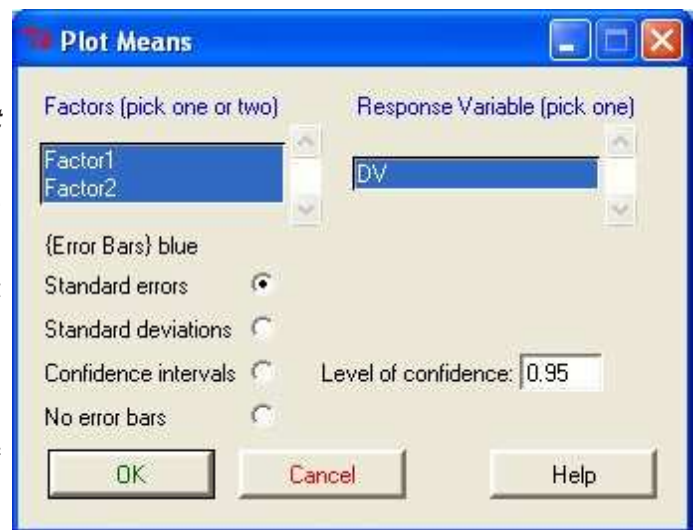 Plot Means
Factors (pick one or two)
Response Variable (pick one)
Factor1
Factor2
DV
{Error Bars} blue
Standard errors
Standard deviations
Confidence intervals
Level of confidence: 0.95
No error bars
OK
Cancel
Help